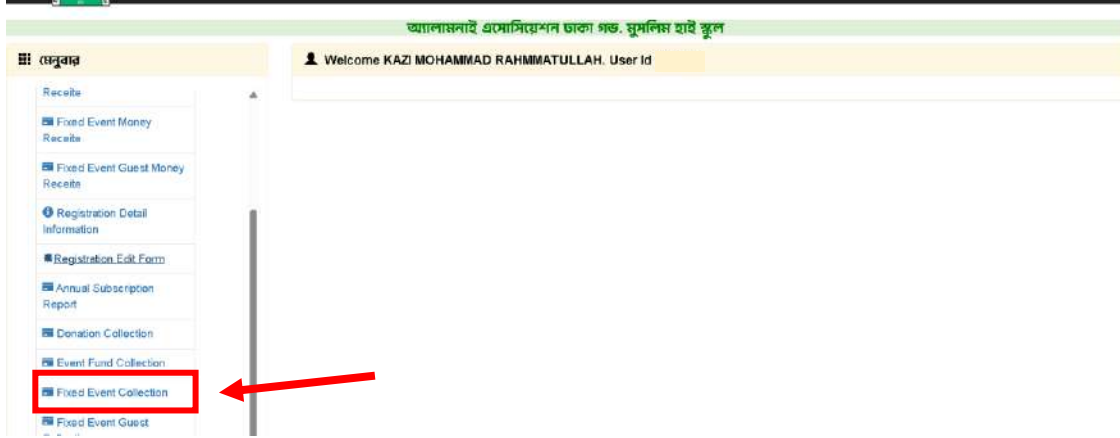 অ্যালামনাই এসোসিয়েশন ঢাকা গভ. মুসলিম হাই স্কুল
মেনুবার
Welcome KAZI MOHAMMAD RAHMMATULLAH. User Id
Receite
Fixed Event Money
Receite
Fixed Event Guest Money
Receite
Registration Detail
Information
Registration Edit Form
Annual Subscription
Report
Donation Collection
Event Fund Collection
Fixed Event Collection
Fixed Event Guest